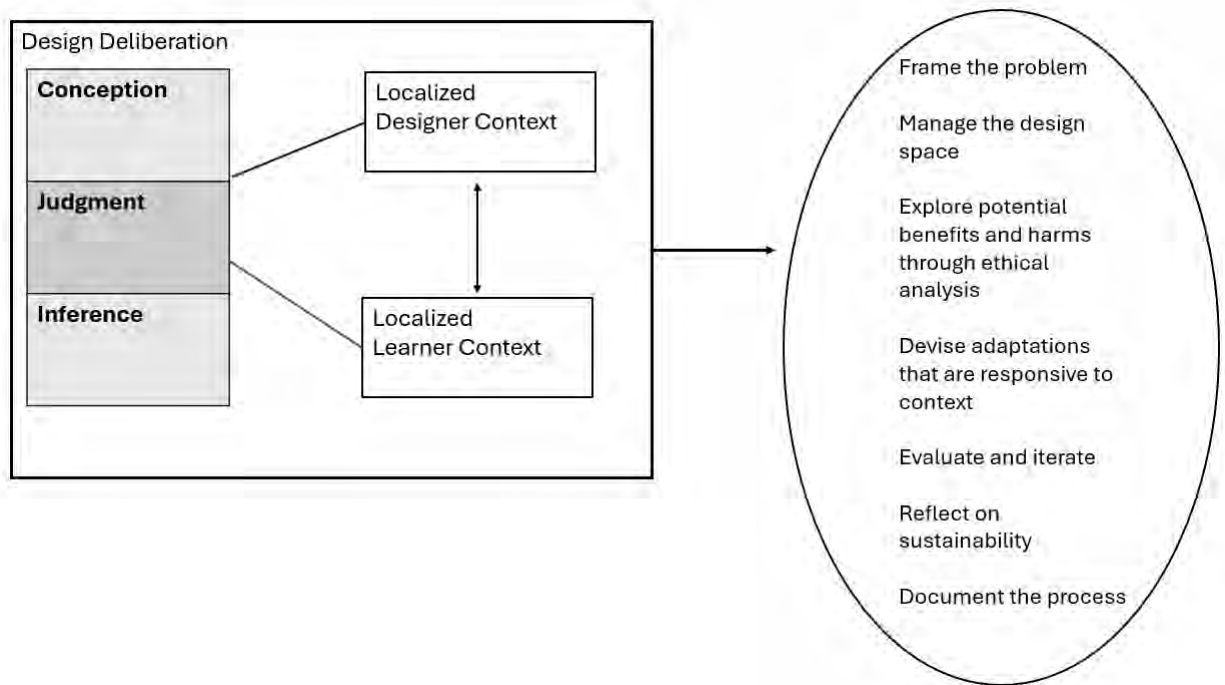 Design Deliberation
Conception
Judgment
Inference
Localized
Designer Context
Localized
Learner Context
Frame the problem
Manage the design
space
Explore potential
benefits and harms
through ethical
analysis
Devise adaptations
that are responsive to
context
Evaluate and iterate
Reflect on
sustainability
Document the process